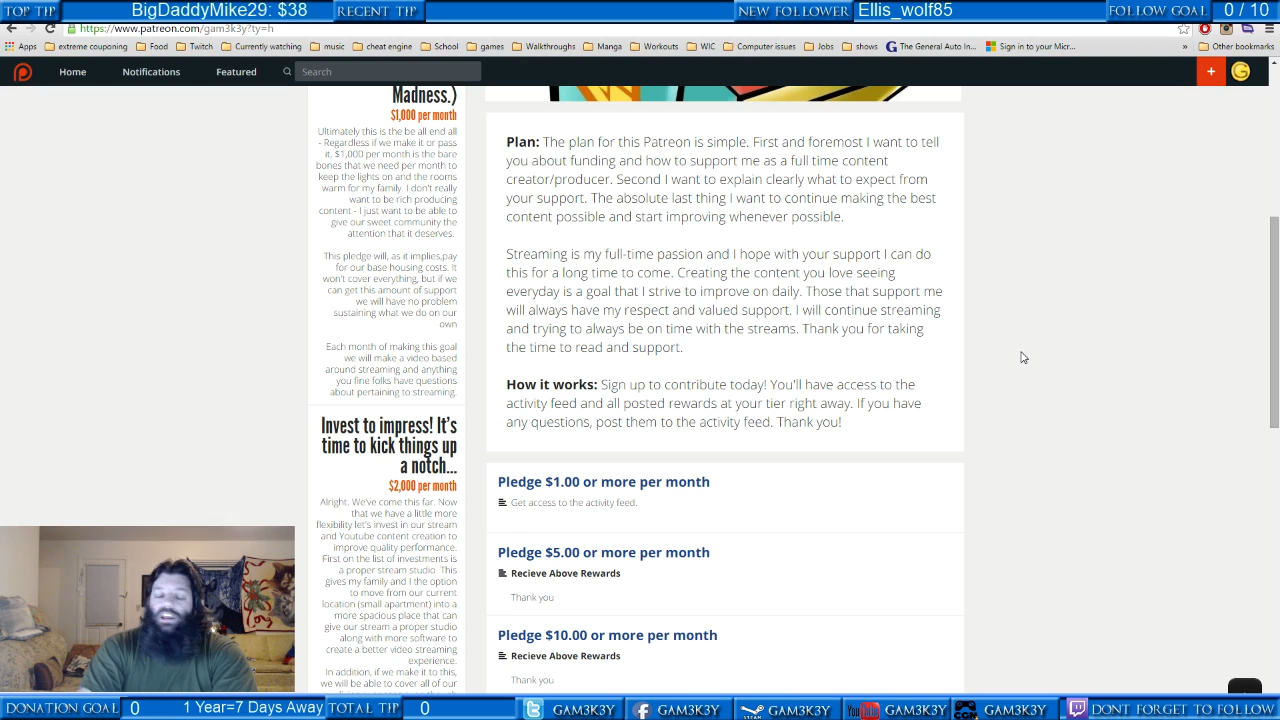 TOP TIP BigDaddyMike29: $38 RECENT TIP NEW FOLLOWER Ellis_wolf85 FOLLOW GOAL 0 / 10
https://www.patreon.com/gam3k3y?ty=h
Apps extreme couponing Food Twitch Currently watching music cheat engine School games Walkthroughs Manga Workouts WIC Computer issues Jobs shows The General Auto In... Sign in to your Micr... » Other bookmarks
Home Notifications Featured Search + G
Madness.)
$1,000 per month
Ultimately this is the be all end all
- Regardless if we make it or pass
it, $1,000 per month is the bare
bones that we need per month to
keep the lights on and the rooms
warm for my family. I don't really
want to be rich producing
content - I just want to be able to
give our sweet community the
attention that it deserves.
This pledge will, as it implies,pay
for our base housing costs. It
won't cover everything, but if we
can get this amount of support
we will have no problem
sustaining what we do on our
own
Each month of making this goal
we will make a video based
around streaming and anything
you fine folks have questions
about pertaining to streaming.
Invest to impress! It's
time to kick things up
a notch...
$2,000 per month
Alright. We've come this far. Now
that we have a little more
flexibility let's invest in our stream
and Youtube content creation to
improve quality performance.
First on the list of investments is
a proper stream studio. This
gives my family and I the option
to move from our current
location (small apartment) into a
more spacious place that can
give our stream a proper studio
along with more software to
create a better video streaming
experience.
In addition, if we make it to this,
we will be able to cover all of our
Plan: The plan for this Patreon is simple. First and foremost I want to tell
you about funding and how to support me as a full time content
creator/producer. Second I want to explain clearly what to expect from
your support. The absolute last thing I want to continue making the best
content possible and start improving whenever possible.
Streaming is my full-time passion and I hope with your support I can do
this for a long time to come. Creating the content you love seeing
everyday is a goal that I strive to improve on daily. Those that support me
will always have my respect and valued support. I will continue streaming
and trying to always be on time with the streams. Thank you for taking
the time to read and support.
How it works: Sign up to contribute today! You'll have access to the
activity feed and all posted rewards at your tier right away. If you have
any questions, post them to the activity feed. Thank you!
Pledge $1.00 or more per month
Get access to the activity feed.
Pledge $5.00 or more per month
Recieve Above Rewards
Thank you
Pledge $10.00 or more per month
Recieve Above Rewards
Thank you
DONATION GOAL 0 1 Year=7 Days Away TOTAL TIP 0 GAM3K3Y GAM3K3Y STEAM GAM3K3Y You Tube GAM3K3Y GAM3K3Y DONT FORGET TO FOLLOW